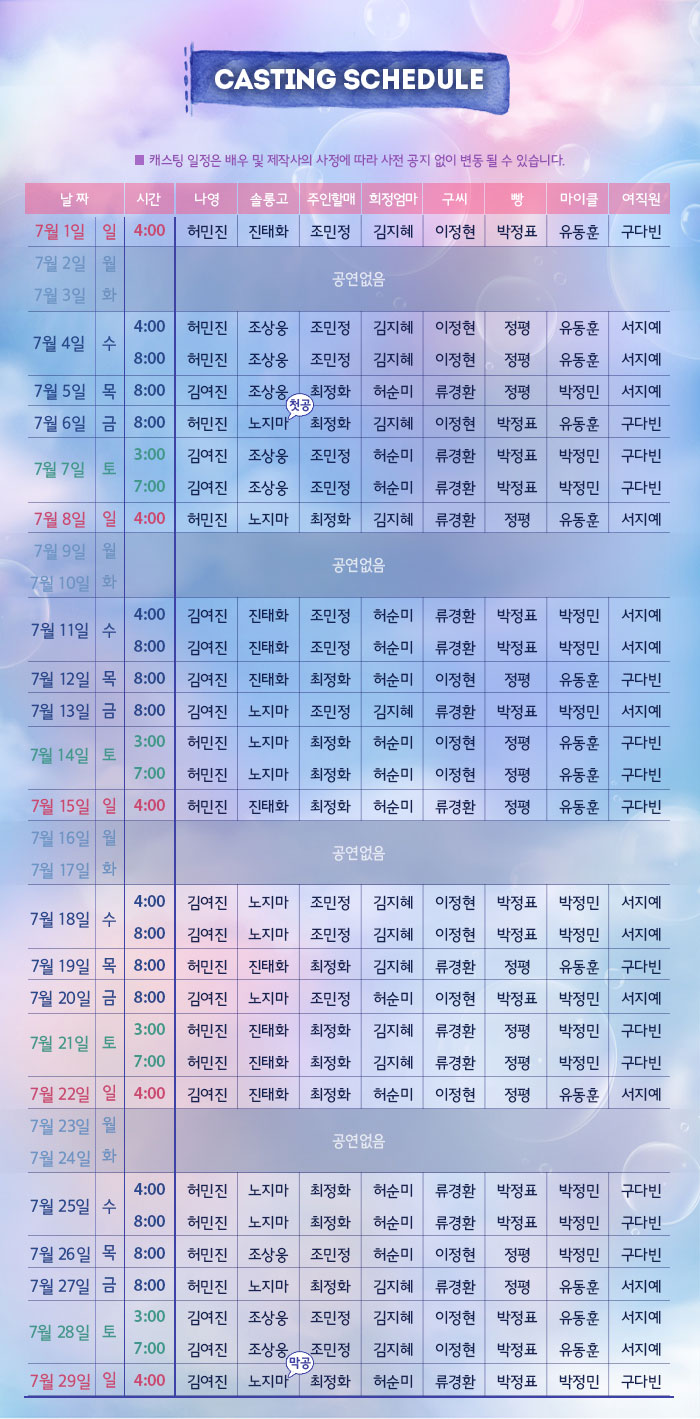 CASTING SCHEDULE
■ 캐스팅 일정은 배우 및 제작사의 사정에 따라 사전 공지 없이 변동 될 수 있습니다.
날 짜 시간 나영 솔롱고 주인할매 희정엄마 구씨 빵 마이클 여직원
7월 1일 일 4:00 허민진 진태화 조민정 김지혜 이정현 박정표 유동훈 구다빈
7월 2일 월
공연없음
7월 3일 화
4:00 허민진 조상웅 조민정 김지혜 이정현 정평 유동훈 서지예
7월 4일 수
8:00 허민진 조상웅 조민정 김지혜 이정현 정평 유동훈 서지예
7월 5일 목 8:00 김여진 조상웅 최정화 허순미 류경환 정평 박정민 서지예
첫공
7월 6일 금 8:00 허민진 노지마 최정화 김지혜 이정현 박정표 유동훈 구다빈
3:00 김여진 조상웅 조민정 허순미 류경환 박정표 박정민 구다빈
7월 7일 토
7:00 김여진 조상웅 조민정 허순미 류경환 박정표 박정민 구다빈
7월 8일 일 4:00 허민진 노지마 최정화 김지혜 류경환 정평 유동훈 서지예
7월 9일 월
공연없음
7월 10일 화
4:00 김여진 진태화 조민정 허순미 류경환 박정표 박정민 서지예
7월 11일 수
8:00 김여진 진태화 조민정 허순미 류경환 박정표 박정민 서지예
7월 12일 목 8:00 김여진 진태화 최정화 허순미 이정현 정평 유동훈 구다빈
7월 13일 금 8:00 김여진 노지마 조민정 김지혜 류경환 박정표 박정민 서지예
3:00 허민진 노지마 최정화 허순미 이정현 정평 유동훈 구다빈
7월 14일 토
7:00 허민진 노지마 최정화 허순미 이정현 정평 유동훈 구다빈
7월 15일 일 4:00 허민진 진태화 최정화 허순미 류경환 정평 유동훈 구다빈
7월 16일 월
공연없음
7월 17일 화
4:00 김여진 노지마 조민정 김지혜 이정현 박정표 박정민 서지예
7월 18일 수
8:00 김여진 노지마 조민정 김지혜 이정현 박정표 박정민 서지예
7월 19일 목 8:00 허민진 진태화 최정화 김지혜 류경환 정평 유동훈 구다빈
7월 20일 금 8:00 김여진 노지마 조민정 허순미 이정현 박정표 박정민 서지예
3:00 허민진 진태화 최정화 김지혜 류경환 정평 박정민 구다빈
7월 21일 토
7:00 허민진 진태화 최정화 김지혜 류경환 정평 박정민 구다빈
7월 22일 일 4:00 김여진 진태화 최정화 허순미 이정현 정평 유동훈 서지예
7월 23일 월
공연없음
7월 24일 화
4:00 허민진 노지마 최정화 허순미 류경환 박정표 박정민 구다빈
7월 25일 수
8:00 허민진 노지마 최정화 허순미 류경환 박정표 박정민 구다빈
7월 26일 목 8:00 허민진 조상웅 조민정 허순미 이정현 정평 박정민 구다빈
7월 27일 금 8:00 허민진 노지마 최정화 김지혜 류경환 정평 유동훈 서지예
3:00 김여진 조상웅 조민정 김지혜 이정현 박정표 유동훈 서지예
7월 28일 토
7:00 김여진 조상웅 조민정 김지혜 이정현 박정표 유동훈 서지예
막공
7월 29일 일 4:00 김여진 노지마 최정화 허순미 류경환 박정표 박정민 구다빈